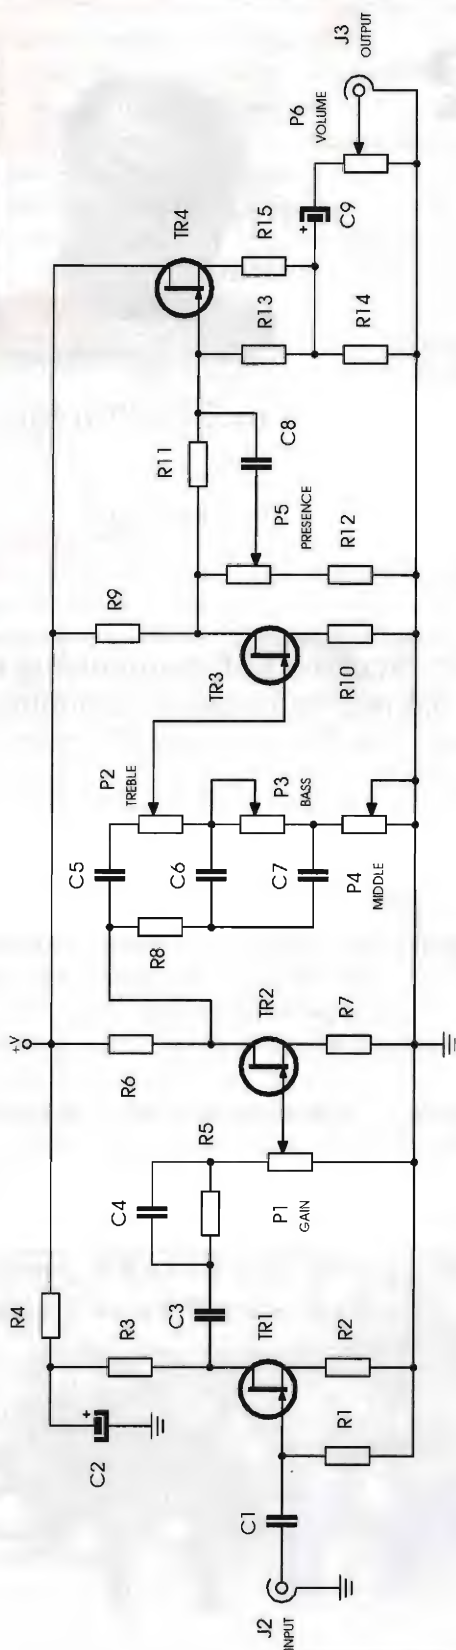 J2
INPUT
C1
R1
C2
R4
R3
C3
TR1
R2
C4
R5
P1
GAIN
+V
R6
TR2
R7
C5
R8
C6
C7
P2
TREBLE
P3
BASS
P4
MIDDLE
R9
TR3
R10
R11
C8
P5
PRESENCE
R12
TR4
R13
R15
R14
+
C9
P6
VOLUME
J3
OUTPUT
+